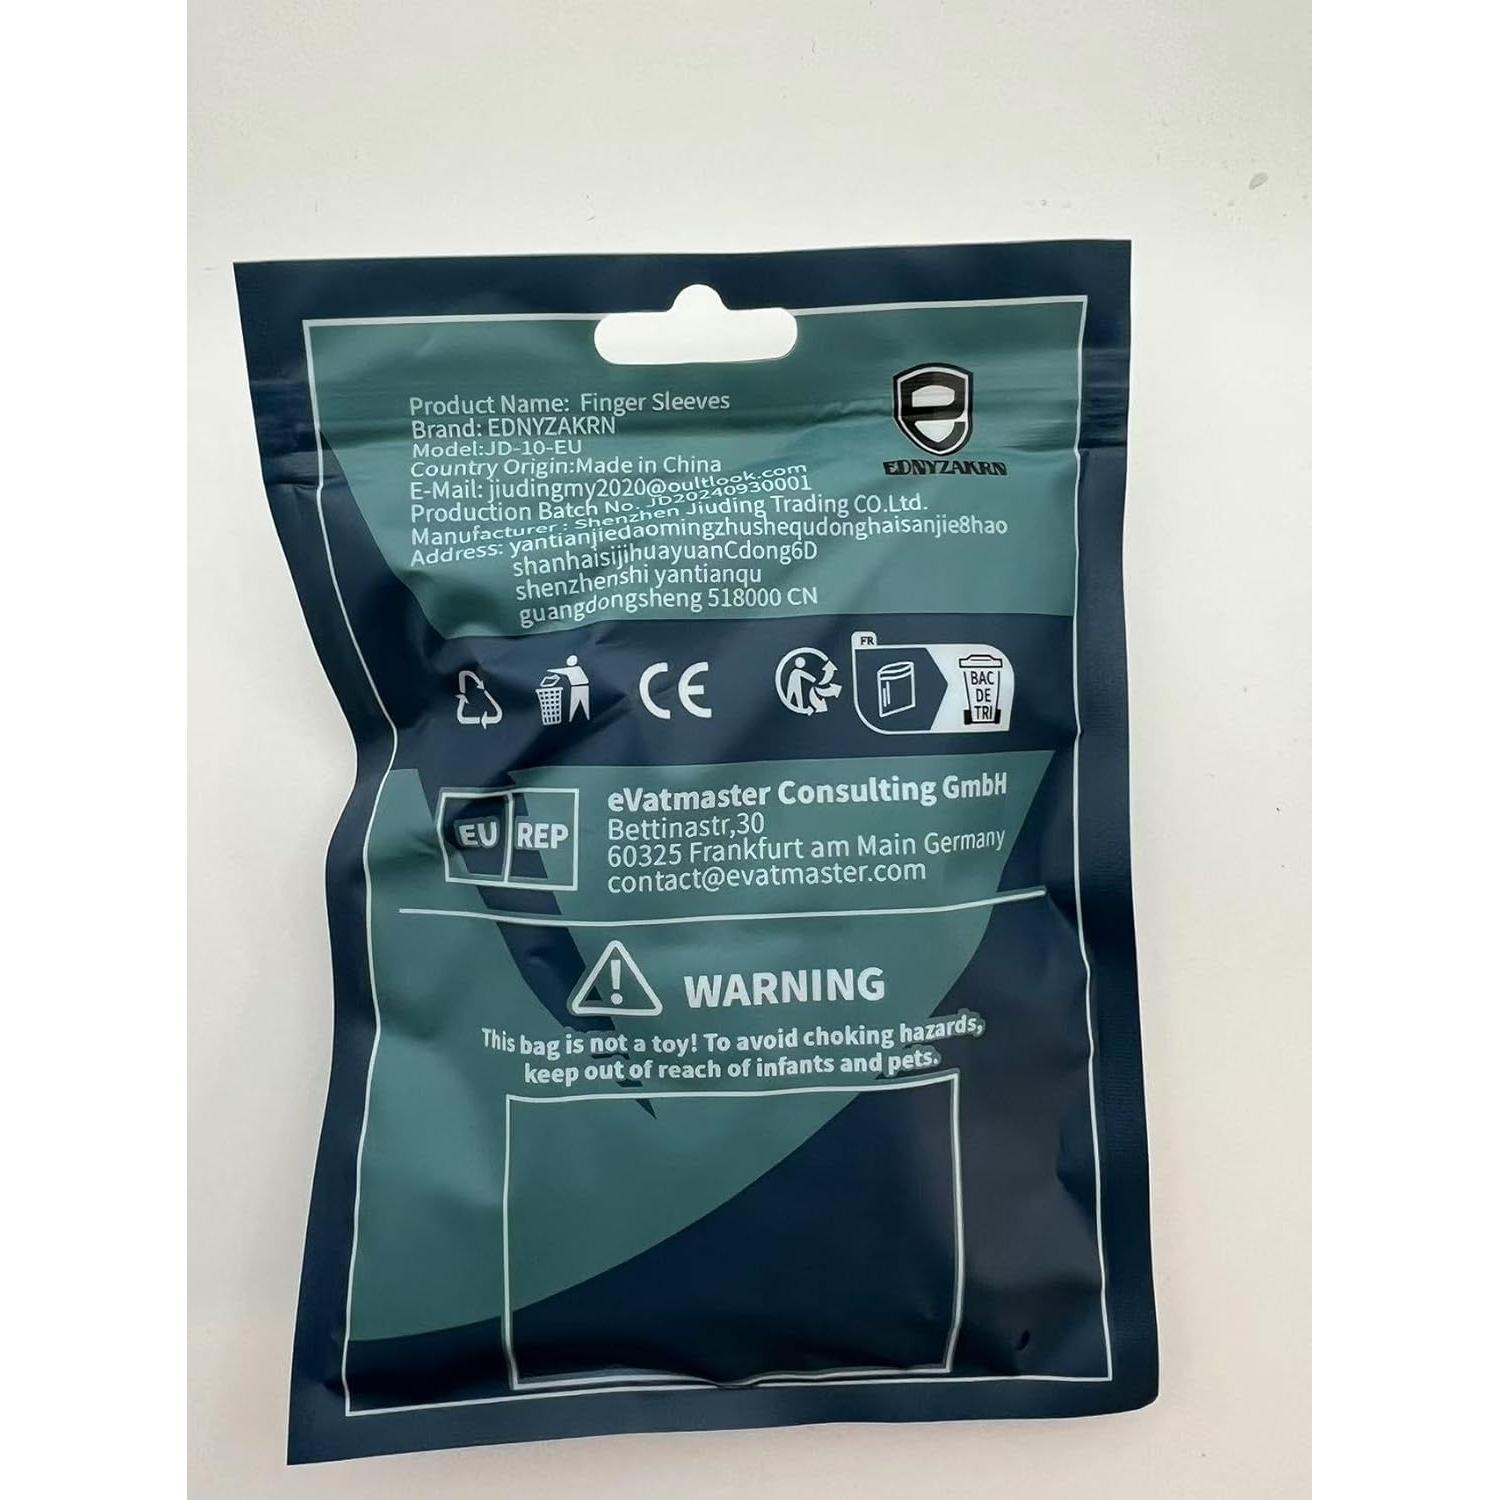 Product Name: Finger Sleeves
Brand: EDNYZAKRN
Model:JD-10-EU
Country Origin:Made in China
E-Mail: jiudingmy2020@oultlook.com
Production Batch No. JD20240930001
Manufacturer : Shenzhen Jiuding Trading CO.Ltd.
Address: yantianjiedaomingzhushequdonghaisanjie8hao
shanhaisijihuayuanCdong6D
shenzhenshi yantianqu
guangdongsheng 518000 CN
e
EDNYZAKRN
CE
FR
BAC
DE
TRI
EU REP
eVatmaster Consulting GmbH
Bettinastr,30
60325 Frankfurt am Main Germany
contact@evatmaster.com
WARNING
This bag is not a toy! To avoid choking hazards,
keep out of reach of infants and pets.